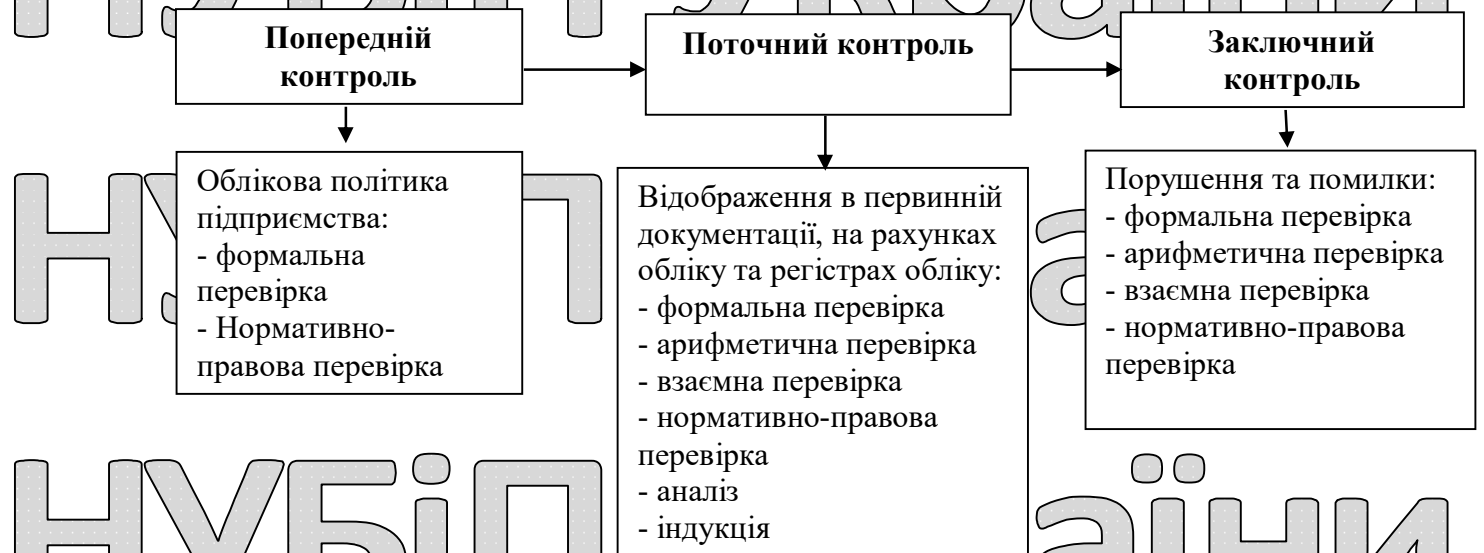 Попередній
контроль
Поточний контроль
Заключний
контроль
Облікова політика
підприємства:
- формальна
перевірка
- Нормативно-
правова перевірка
Відображення в первинній
документації, на рахунках
обліку та регістрах обліку:
- формальна перевірка
- арифметична перевірка
- взаємна перевірка
- нормативно-правова
перевірка
- аналіз
- індукція
Порушення та помилки:
- формальна перевірка
- арифметична перевірка
- взаємна перевірка
- нормативно-правова
перевірка
НУБіП